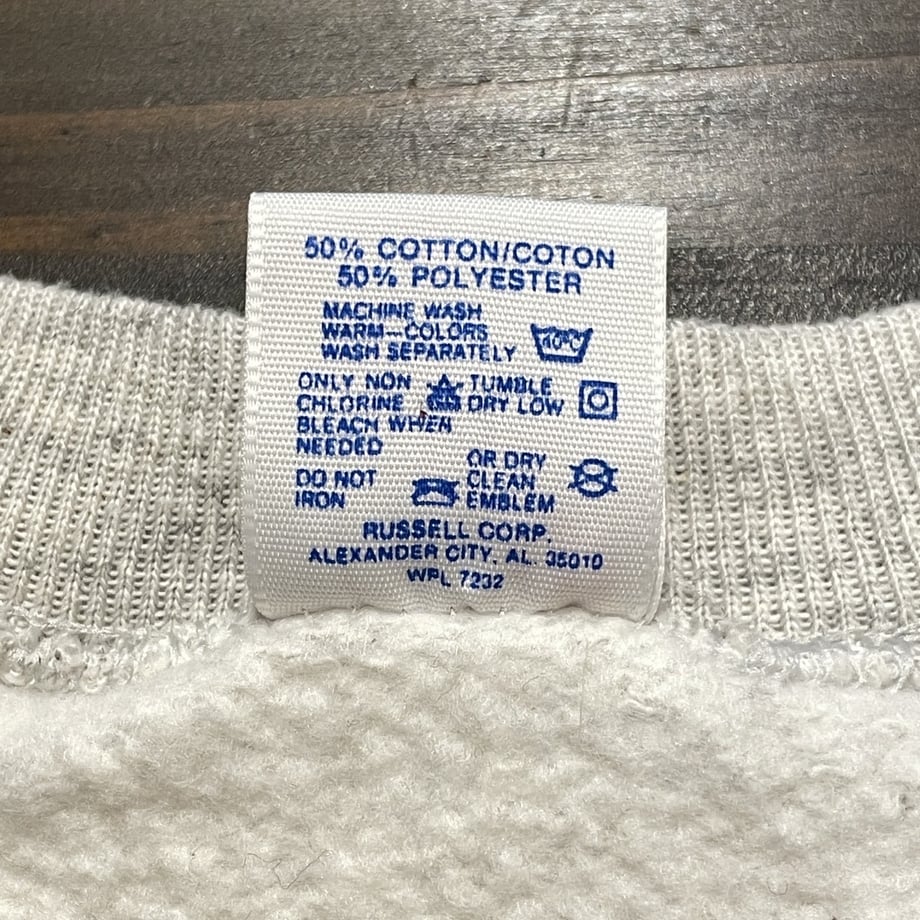 50% COTTON/COTON
50% POLYESTER
MACHINE WASH
WARM—COLORS
WASH SEPARATELY
40°C
ONLY NON
CHLORINE
BLEACH WHEN
NEEDED
TUMBLE
DRY LOW
DO NOT
IRON
OR DRY
CLEAN
EMBLEM
RUSSELL CORP.
ALEXANDER CITY, AL. 35010
WPL 7232